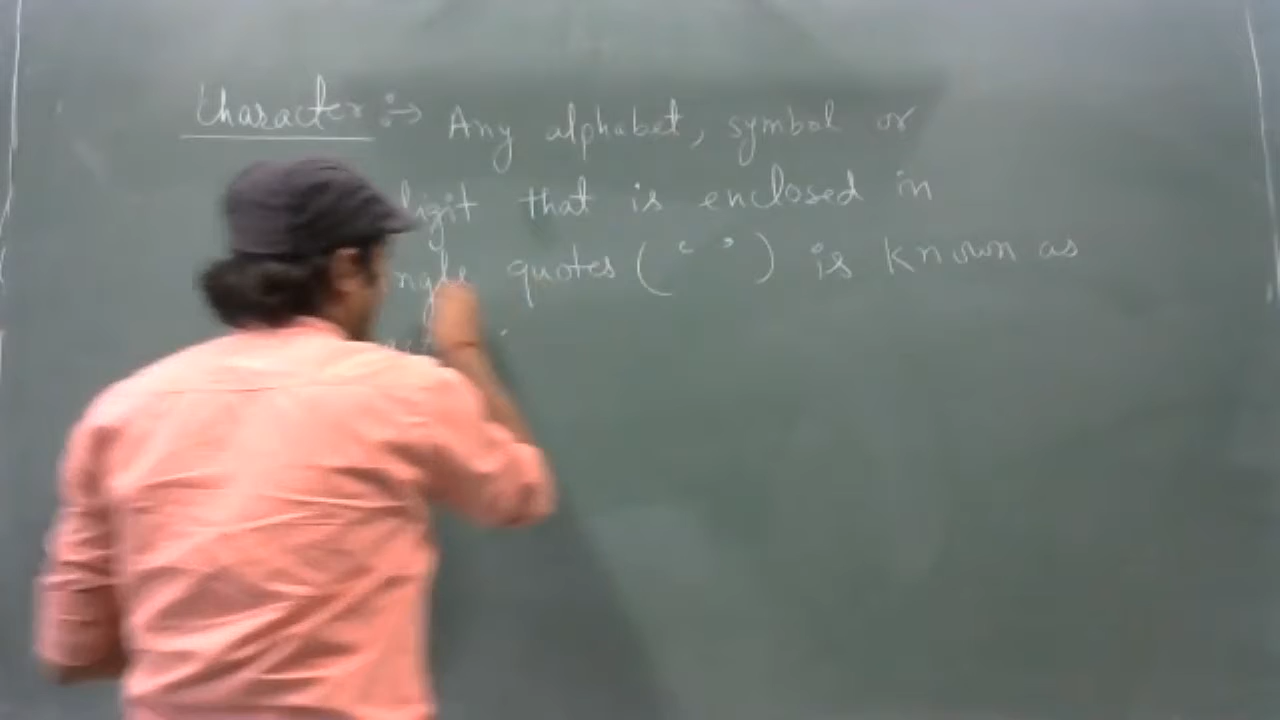 Character :→ Any alphabet, symbol or
digit that is enclosed in
quotes ( ‘ ’ ) is known as